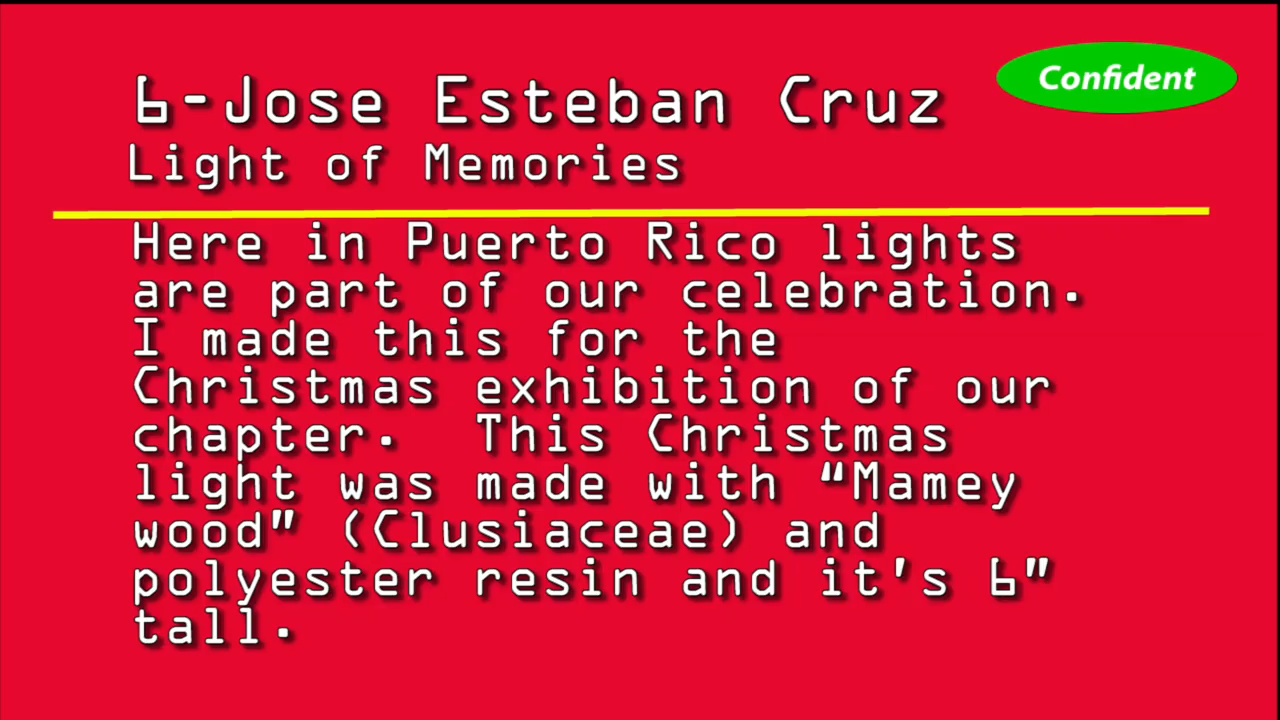 6-Jose Esteban Cruz
Confident
Light of Memories
Here in Puerto Rico lights
are part of our celebration.
I made this for the
Christmas exhibition of our
chapter.  This Christmas
light was made with “Mamey
wood” (Clusiaceae) and
polyester resin and it's 6”
tall.